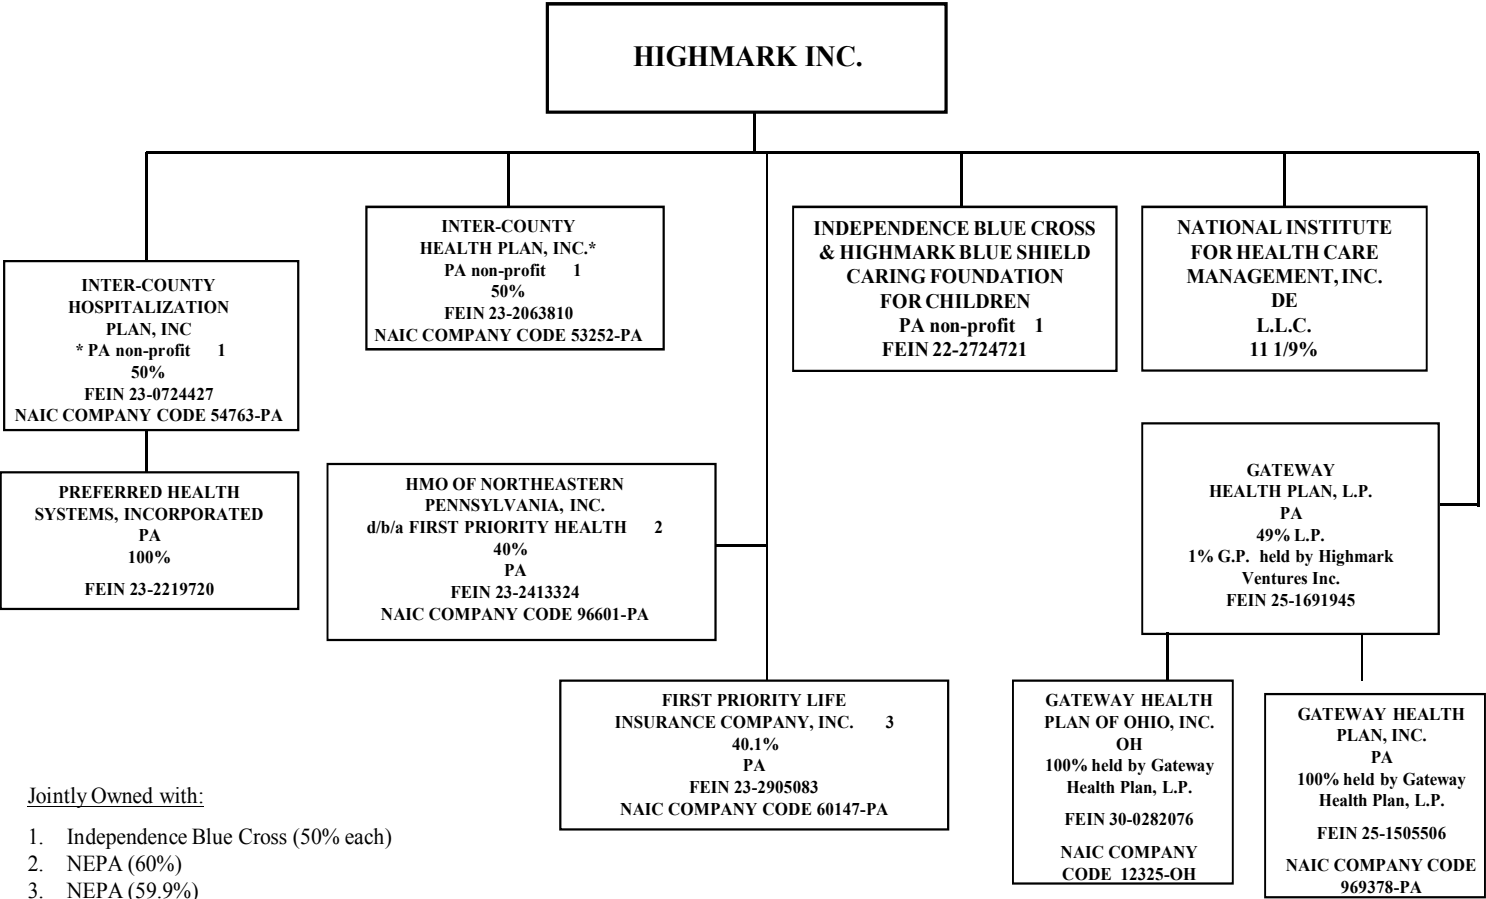 HIGHMARK INC.
INTER-COUNTY
HOSPITALIZATION
PLAN, INC
* PA non-profit 1
50%
FEIN 23-0724427
NAIC COMPANY CODE 54763-PA
INTER-COUNTY
HEALTH PLAN, INC.*
PA non-profit 1
50%
FEIN 23-2063810
NAIC COMPANY CODE 53252-PA
INDEPENDENCE BLUE CROSS
& HIGHMARK BLUE SHIELD
CARING FOUNDATION
FOR CHILDREN
PA non-profit 1
FEIN 22-2724721
NATIONAL INSTITUTE
FOR HEALTH CARE
MANAGEMENT, INC.
DE
L.L.C.
11 1/9%
PREFERRED HEALTH
SYSTEMS, INCORPORATED
PA
100%
FEIN 23-2219720
HMO OF NORTHEASTERN
PENNSYLVANIA, INC.
d/b/a FIRST PRIORITY HEALTH 2
40%
PA
FEIN 23-2413324
NAIC COMPANY CODE 96601-PA
GATEWAY
HEALTH PLAN, L.P.
PA
49% L.P.
1% G.P. held by Highmark
Ventures Inc.
FEIN 25-1691945
FIRST PRIORITY LIFE
INSURANCE COMPANY, INC. 3
40.1%
PA
FEIN 23-2905083
NAIC COMPANY CODE 60147-PA
GATEWAY HEALTH
PLAN OF OHIO, INC.
OH
100% held by Gateway
Health Plan, L.P.
FEIN 30-0282076
NAIC COMPANY
CODE 12325-OH
GATEWAY HEALTH
PLAN, INC.
PA
100% held by Gateway
Health Plan, L.P.
FEIN 25-1505506
NAIC COMPANY CODE
969378-PA
Jointly Owned with:
1. Independence Blue Cross (50% each)
2. NEPA (60%)
3. NEPA (59.9%)